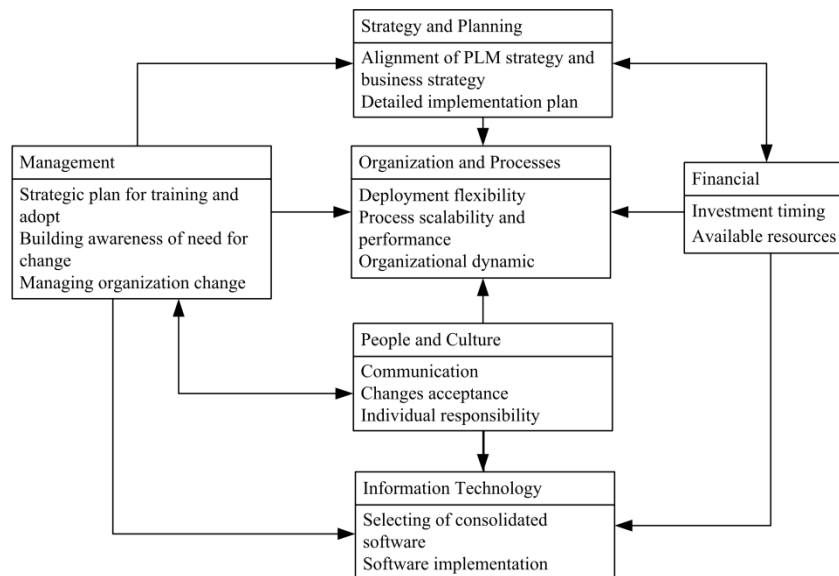 Strategy and Planning
Alignment of PLM strategy and
business strategy
Detailed implementation plan
Management
Strategic plan for training and
adopt
Building awareness of need for
change
Managing organization change
Organization and Processes
Deployment flexibility
Process scalability and
performance
Organizational dynamic
Financial
Investment timing
Available resources
People and Culture
Communication
Changes acceptance
Individual responsibility
Information Technology
Selecting of consolidated
software
Software implementation